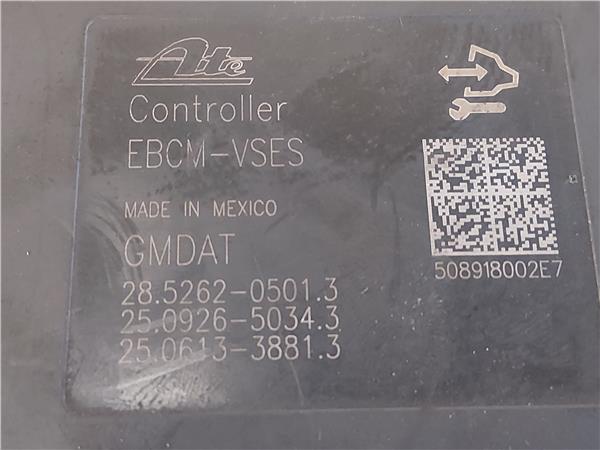 Ate
Controller
EBCM-VSES
MADE IN MEXICO
GMDAT
28.5262-0501.3
25.0926-5034.3
25.0613-3881.3
508918002E7